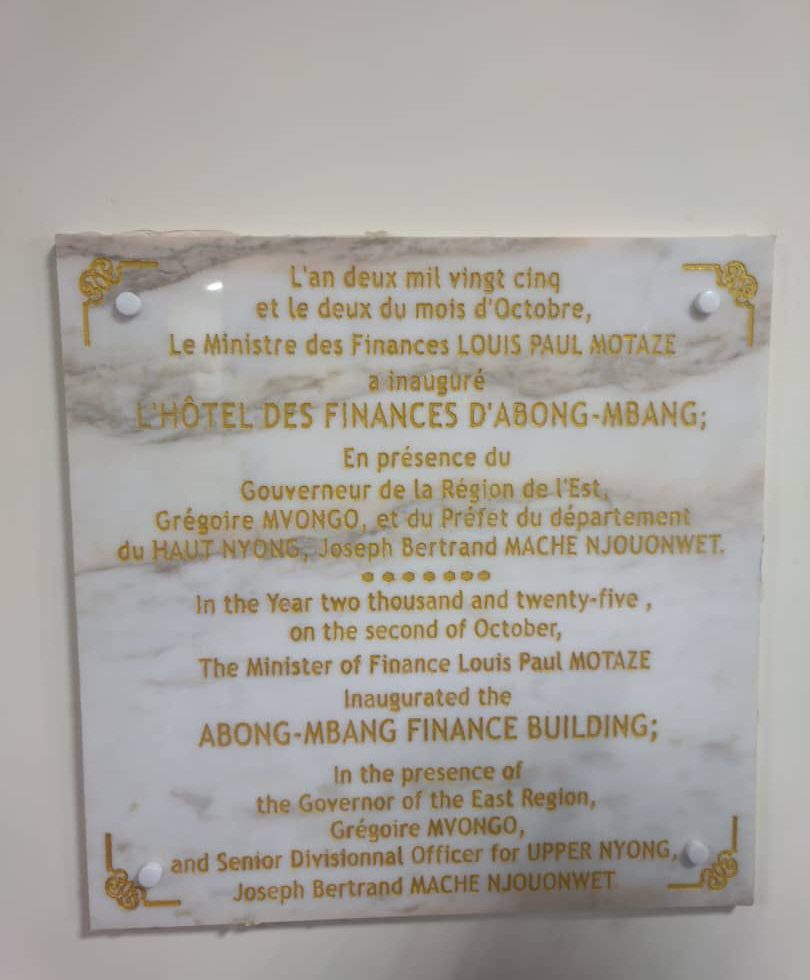 L'an deux mil vingt cinq
et le deux du mois d'Octobre,
Le Ministre des Finances LOUIS PAUL MOTAZE
a inauguré
L'HÔTEL DES FINANCES D'ABONG-MBANG;
En présence du
Gouverneur de la Région de l'Est,
Grégoire MVONGO, et du Préfet du département
du HAUT NYONG, Joseph Bertrand MACHE NJOUONWET.
In the Year two thousand and twenty-five ,
on the second of October,
The Minister of Finance Louis Paul MOTAZE
Inaugurated the
ABONG-MBANG FINANCE BUILDING;
In the presence of
the Governor of the East Region,
Grégoire MVONGO,
and Senior Divisionnal Officer for UPPER NYONG,
Joseph Bertrand MACHE NJOUONWET